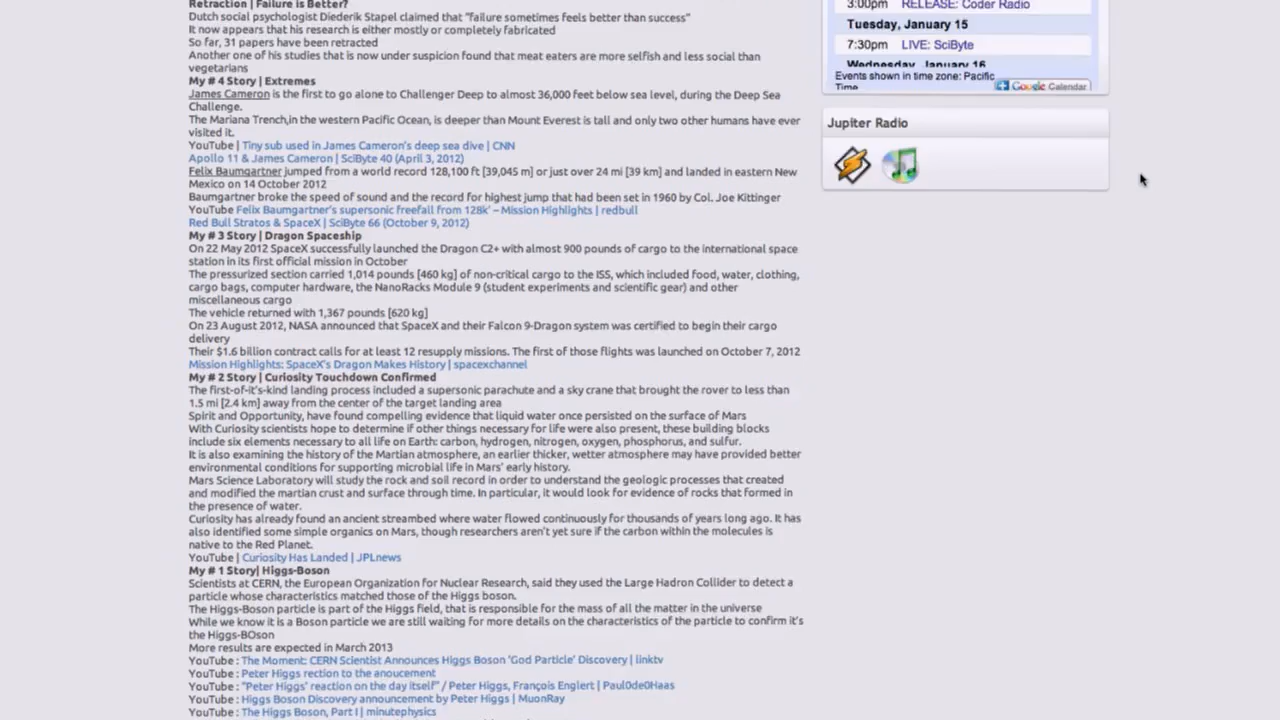 Retraction | Failure is Better?
Dutch social psychologist Diederik Stapel claimed that "failure sometimes feels better than success"
It now appears that his research is either mostly or completely fabricated
So far, 31 papers have been retracted
Another one of his studies that is now under suspicion found that meat eaters are more selfish and less social than
vegetarians
My # 4 Story | Extremes
James Cameron is the first to go alone to Challenger Deep to almost 36,000 feet below sea level, during the Deep Sea
Challenge.
The Mariana Trench,in the western Pacific Ocean, is deeper than Mount Everest is tall and only two other humans have ever
visited it.
YouTube | Tiny sub used in James Cameron's deep sea dive | CNN
Apollo 11 & James Cameron | SciByte 40 (April 3, 2012)
Felix Baumgartner jumped from a world record 128,100 ft [39,045 m] or just over 24 mi [39 km] and landed in eastern New
Mexico on 14 October 2012
Baumgartner broke the speed of sound and the record for highest jump that had been set in 1960 by Col. Joe Kittinger
YouTube Felix Baumgartner's supersonic freefall from 128k' – Mission Highlights | redbull
Red Bull Stratos & SpaceX | SciByte 66 (October 9, 2012)
My # 3 Story | Dragon Spaceship
On 22 May 2012 SpaceX successfully launched the Dragon C2+ with almost 900 pounds of cargo to the international space
station in its first official mission in October
The pressurized section carried 1,014 pounds [460 kg] of non-critical cargo to the ISS, which included food, water, clothing,
cargo bags, computer hardware, the NanoRacks Module 9 (student experiments and scientific gear) and other
miscellaneous cargo
The vehicle returned with 1,367 pounds [620 kg]
On 23 August 2012, NASA announced that SpaceX and their Falcon 9-Dragon system was certified to begin their cargo
delivery
Their $1.6 billion contract calls for at least 12 resupply missions. The first of those flights was launched on October 7, 2012
Mission Highlights: SpaceX's Dragon Makes History | spacexchannel
My # 2 Story | Curiosity Touchdown Confirmed
The first-of-it's-kind landing process included a supersonic parachute and a sky crane that brought the rover to less than
1.5 mi [2.4 km] away from the center of the target landing area
Spirit and Opportunity, have found compelling evidence that liquid water once persisted on the surface of Mars
With Curiosity scientists hope to determine if other things necessary for life were also present, these building blocks
include six elements necessary to all life on Earth: carbon, hydrogen, nitrogen, oxygen, phosphorus, and sulfur.
It is also examining the history of the Martian atmosphere, an earlier thicker, wetter atmosphere may have provided better
environmental conditions for supporting microbial life in Mars' early history.
Mars Science Laboratory will study the rock and soil record in order to understand the geologic processes that created
and modified the martian crust and surface through time. In particular, it would look for evidence of rocks that formed in
the presence of water.
Curiosity has already found an ancient streambed where water flowed continuously for thousands of years long ago. It has
also identified some simple organics on Mars, though researchers aren't yet sure if the carbon within the molecules is
native to the Red Planet.
YouTube | Curiosity Has Landed | JPLnews
My # 1 Story| Higgs-Boson
Scientists at CERN, the European Organization for Nuclear Research, said they used the Large Hadron Collider to detect a
particle whose characteristics matched those of the Higgs boson.
The Higgs-Boson particle is part of the Higgs field, that is responsible for the mass of all the matter in the universe
While we know it is a Boson particle we are still waiting for more details on the characteristics of the particle to confirm it's
the Higgs-BOson
More results are expected in March 2013
YouTube : The Moment: CERN Scientist Announces Higgs Boson 'God Particle' Discovery | linktv
YouTube : Peter Higgs rection to the anoucement
YouTube : "Peter Higgs' reaction on the day itself" / Peter Higgs, François Englert | Paul0de0Haas
YouTube : Higgs Boson Discovery announcement by Peter Higgs | MuonRay
YouTube : The Higgs Boson, Part I | minutephysics
3:00pm RELEASE: Coder Radio
Tuesday, January 15
7:30pm LIVE: SciByte
Wednesday, January 16
Events shown in time zone: Pacific
Time
Google Calendar
Jupiter Radio